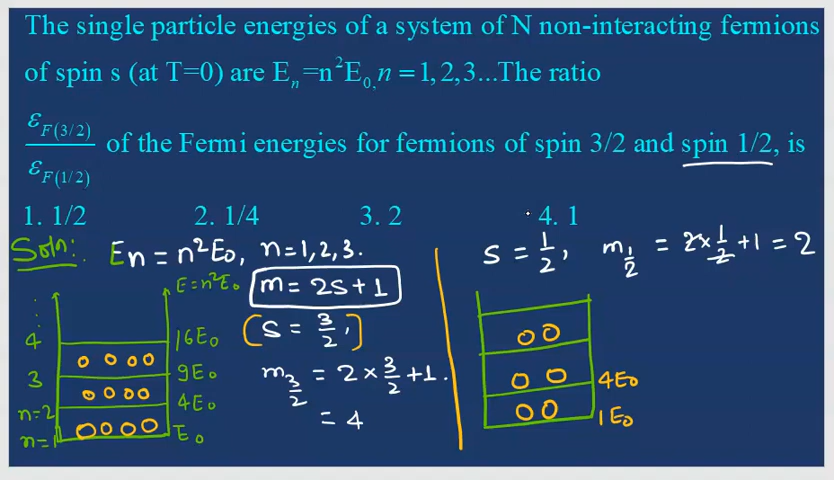 The single particle energies of a system of N non-interacting fermions
of spin s (at T=0) are Eₙ=n²E₀, n = 1, 2, 3...The ratio
ε_F(3/2) / ε_F(1/2) of the Fermi energies for fermions of spin 3/2 and spin 1/2, is
1. 1/2 2. 1/4 3. 2 4. 1
Soln: En = n²E₀, n = 1, 2, 3.
m = 2s + 1
(s = 3/2,)
m_3/2 = 2 × 3/2 + 1.
= 4
E = n²E₀
4 16E₀
3 9E₀
n=2 4E₀
n=1 E₀
s = 1/2, m_1/2 = 2 × 1/2 + 1 = 2
4E₀
1E₀